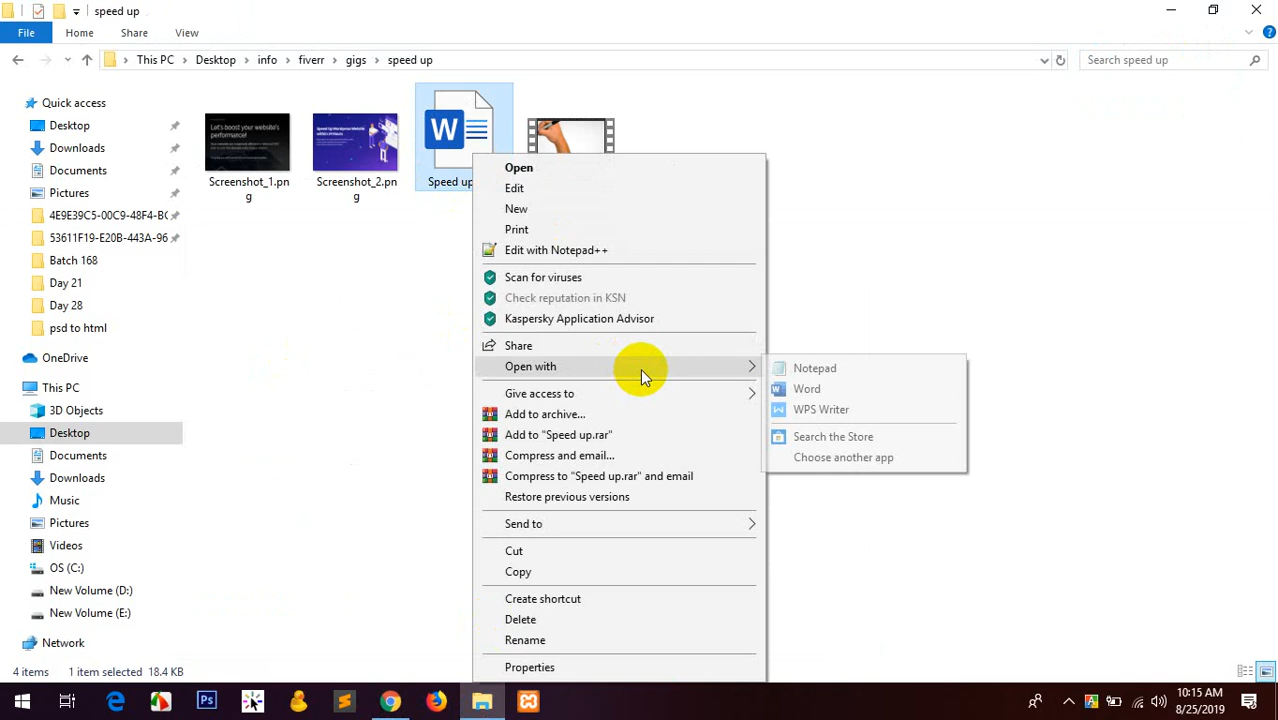 speed up
File
Home
Share
View
This PC
Desktop
info
fiverr
gigs
speed up
Search speed up
Quick access
Desktop
Downloads
Documents
Pictures
4E9E39C5-00C9-48F4-BC
53611F19-E20B-443A-96
Batch 168
Day 21
Day 28
psd to html
OneDrive
This PC
3D Objects
Desktop
Documents
Downloads
Music
Pictures
Videos
OS (C:)
New Volume (D:)
New Volume (E:)
Network
Let's boost your website's
performance!
Screenshot_1.pn
g
Speed Up Wordpress Website
Screenshot_2.pn
g
W
Speed up
Open
Edit
New
Print
Edit with Notepad++
Scan for viruses
Check reputation in KSN
Kaspersky Application Advisor
Share
Open with
Give access to
Add to archive...
Add to "Speed up.rar"
Compress and email...
Compress to "Speed up.rar" and email
Restore previous versions
Send to
Cut
Copy
Create shortcut
Delete
Rename
Properties
Notepad
Word
WPS Writer
Search the Store
Choose another app
4 items
1 item selected 18.4 KB
Ps
A
10:15 AM
8/25/2019